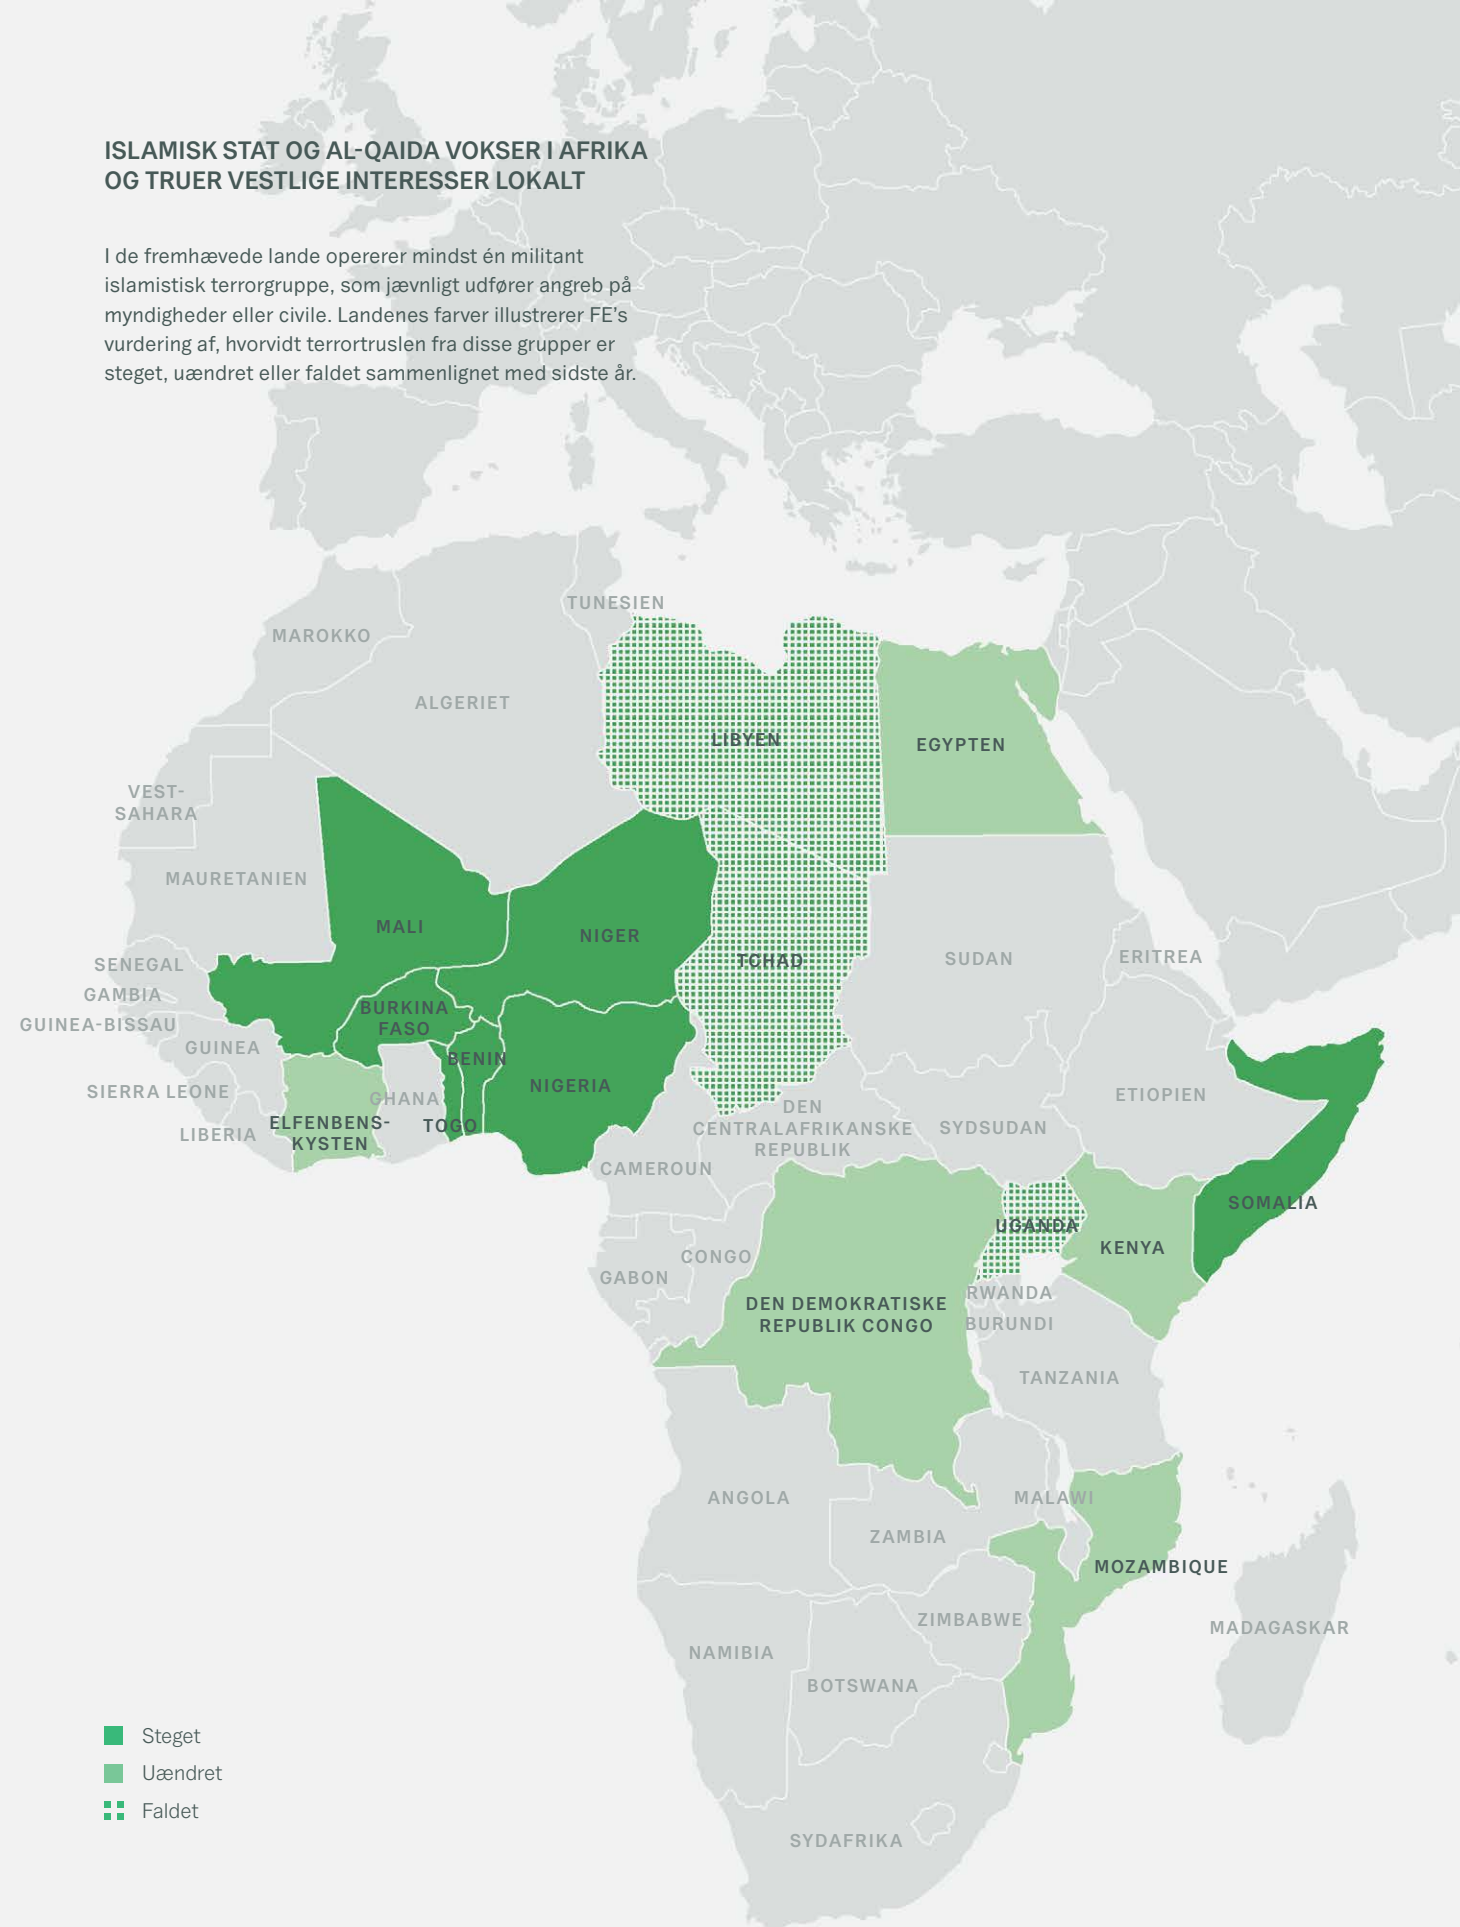 ISLAMISK STAT OG AL-QAIDA VOKSER I AFRIKA
OG TRUER VESTLIGE INTERESSER LOKALT
I de fremhævede lande opererer mindst én militant
islamistisk terrorgruppe, som jævnligt udfører angreb på
myndigheder eller civile. Landenes farver illustrerer FE's
vurdering af, hvorvidt terrortruslen fra disse grupper er
steget, uændret eller faldet sammenlignet med sidste år.
TUNESIEN
MAROKKO
ALGERIET
LIBYEN
EGYPTEN
VEST-
SAHARA
MAURETANIEN
MALI
NIGER
TCHAD
SUDAN
ERITREA
SENEGAL
GAMBIA
GUINEA-BISSAU
GUINEA
BURKINA
FASO
BENIN
NIGERIA
SIERRA LEONE
GHANA
LIBERIA
ELFENBENS-
KYSTEN
TOGO
DEN
CENTRALAFRIKANSKE
REPUBLIK
SYDSUDAN
ETIOPIEN
CAMEROUN
SOMALIA
UGANDA
KENYA
CONGO
GABON
DEN DEMOKRATISKE
REPUBLIK CONGO
RWANDA
BURUNDI
TANZANIA
ANGOLA
MALAWI
ZAMBIA
MOZAMBIQUE
ZIMBABWE
MADAGASKAR
NAMIBIA
BOTSWANA
SYDAFRIKA
Steget
Uændret
Faldet